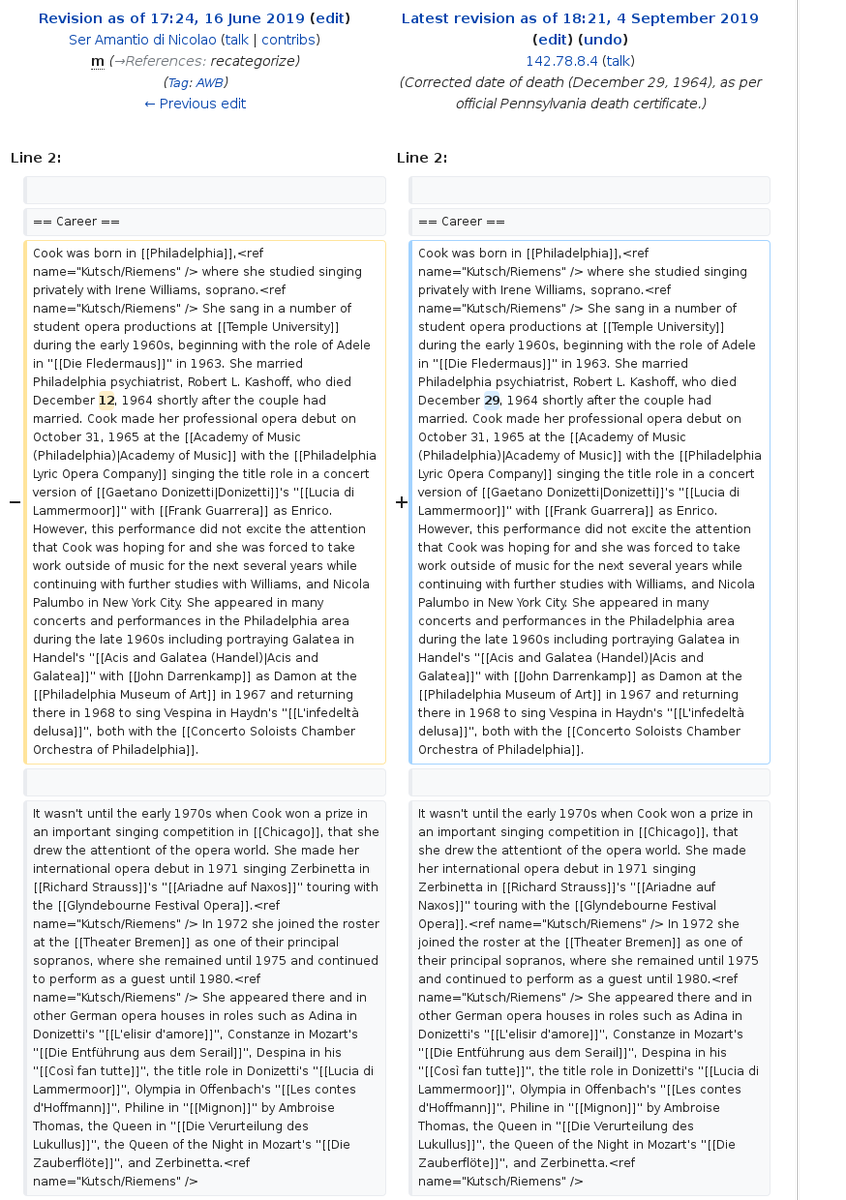 Revision as of 17:24, 16 June 2019 (edit)
Ser Amantio di Nicolao (talk | contribs)
m (→References: recategorize)
(Tag: AWB)
← Previous edit
Latest revision as of 18:21, 4 September 2019
(edit) (undo)
142.78.8.4 (talk)
(Corrected date of death (December 29, 1964), as per
official Pennsylvania death certificate.)
Line 2:
Line 2:
== Career ==
== Career ==
−
Cook was born in [[Philadelphia]],<ref
name="Kutsch/Riemens" /> where she studied singing
privately with Irene Williams, soprano.<ref
name="Kutsch/Riemens" /> She sang in a number of
student opera productions at [[Temple University]]
during the early 1960s, beginning with the role of Adele
in "[[Die Fledermaus]]" in 1963. She married
Philadelphia psychiatrist, Robert L. Kashoff, who died
December 12, 1964 shortly after the couple had
married. Cook made her professional opera debut on
October 31, 1965 at the [[Academy of Music
(Philadelphia)|Academy of Music]] with the [[Philadelphia
Lyric Opera Company]] singing the title role in a concert
version of [[Gaetano Donizetti|Donizetti]]'s "[[Lucia di
Lammermoor]]" with [[Frank Guarrera]] as Enrico.
However, this performance did not excite the attention
that Cook was hoping for and she was forced to take
work outside of music for the next several years while
continuing with further studies with Williams, and Nicola
Palumbo in New York City. She appeared in many
concerts and performances in the Philadelphia area
during the late 1960s including portraying Galatea in
Handel's "[[Acis and Galatea (Handel)|Acis and
Galatea]]" with [[John Darrenkamp]] as Damon at the
[[Philadelphia Museum of Art]] in 1967 and returning
there in 1968 to sing Vespina in Haydn's "[[L'infedeltà
delusa]]", both with the [[Concerto Soloists Chamber
Orchestra of Philadelphia]].
+
Cook was born in [[Philadelphia]],<ref
name="Kutsch/Riemens" /> where she studied singing
privately with Irene Williams, soprano.<ref
name="Kutsch/Riemens" /> She sang in a number of
student opera productions at [[Temple University]]
during the early 1960s, beginning with the role of Adele
in "[[Die Fledermaus]]" in 1963. She married
Philadelphia psychiatrist, Robert L. Kashoff, who died
December 29, 1964 shortly after the couple had
married. Cook made her professional opera debut on
October 31, 1965 at the [[Academy of Music
(Philadelphia)|Academy of Music]] with the [[Philadelphia
Lyric Opera Company]] singing the title role in a concert
version of [[Gaetano Donizetti|Donizetti]]'s "[[Lucia di
Lammermoor]]" with [[Frank Guarrera]] as Enrico.
However, this performance did not excite the attention
that Cook was hoping for and she was forced to take
work outside of music for the next several years while
continuing with further studies with Williams, and Nicola
Palumbo in New York City. She appeared in many
concerts and performances in the Philadelphia area
during the late 1960s including portraying Galatea in
Handel's "[[Acis and Galatea (Handel)|Acis and
Galatea]]" with [[John Darrenkamp]] as Damon at the
[[Philadelphia Museum of Art]] in 1967 and returning
there in 1968 to sing Vespina in Haydn's "[[L'infedeltà
delusa]]", both with the [[Concerto Soloists Chamber
Orchestra of Philadelphia]].
It wasn't until the early 1970s when Cook won a prize in
an important singing competition in [[Chicago]], that she
drew the attentiont of the opera world. She made her
international opera debut in 1971 singing Zerbinetta in
[[Richard Strauss]]'s "[[Ariadne auf Naxos]]" touring with
the [[Glyndebourne Festival Opera]].<ref
name="Kutsch/Riemens" /> In 1972 she joined the roster
at the [[Theater Bremen]] as one of their principal
sopranos, where she remained until 1975 and continued
to perform as a guest until 1980.<ref
name="Kutsch/Riemens" /> She appeared there and in
other German opera houses in roles such as Adina in
Donizetti's "[[L'elisir d'amore]]", Constanze in Mozart's
"[[Die Entführung aus dem Serail]]", Despina in his
"[[Così fan tutte]]", the title role in Donizetti's "[[Lucia di
Lammermoor]]", Olympia in Offenbach's "[[Les contes
d'Hoffmann]]", Philine in "[[Mignon]]" by Ambroise
Thomas, the Queen in "[[Die Verurteilung des
Lukullus]]", the Queen of the Night in Mozart's "[[Die
Zauberflöte]]", and Zerbinetta.<ref
name="Kutsch/Riemens" />
It wasn't until the early 1970s when Cook won a prize in
an important singing competition in [[Chicago]], that
she drew the attentiont of the opera world. She made
her international opera debut in 1971 singing
Zerbinetta in [[Richard Strauss]]'s "[[Ariadne auf
Naxos]]" touring with the [[Glyndebourne Festival
Opera]].<ref name="Kutsch/Riemens" /> In 1972 she
joined the roster at the [[Theater Bremen]] as one of
their principal sopranos, where she remained until 1975
and continued to perform as a guest until 1980.<ref
name="Kutsch/Riemens" /> She appeared there and in
other German opera houses in roles such as Adina in
Donizetti's "[[L'elisir d'amore]]", Constanze in Mozart's
"[[Die Entführung aus dem Serail]]", Despina in his
"[[Così fan tutte]]", the title role in Donizetti's "[[Lucia di
Lammermoor]]", Olympia in Offenbach's "[[Les contes
d'Hoffmann]]", Philine in "[[Mignon]]" by Ambroise
Thomas, the Queen in "[[Die Verurteilung des
Lukullus]]", the Queen of the Night in Mozart's "[[Die
Zauberflöte]]", and Zerbinetta.<ref
name="Kutsch/Riemens" />